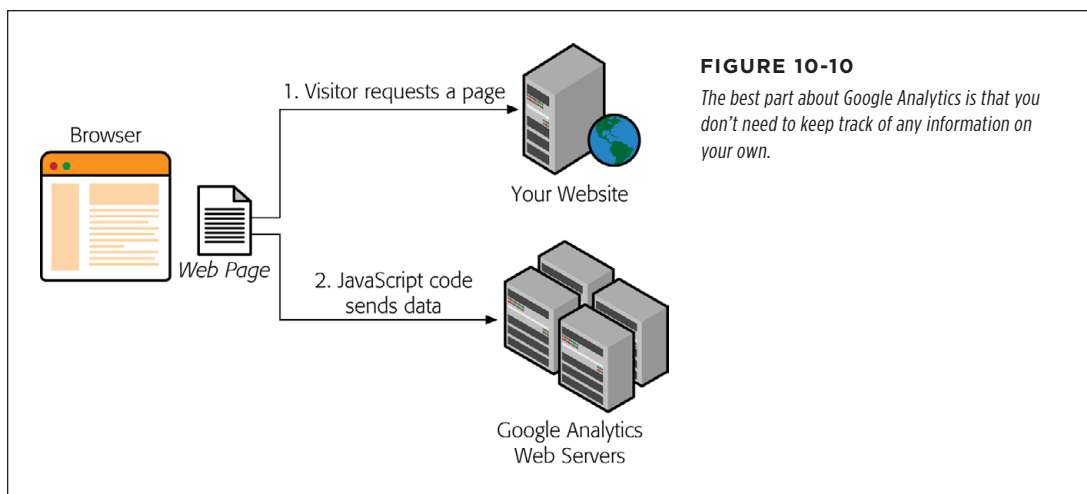 FIGURE 10-10
The best part about Google Analytics is that you
don't need to keep track of any information on
your own.
1. Visitor requests a page
Browser
Your Website
Web Page
2. JavaScript code
sends data
Google Analytics
Web Servers